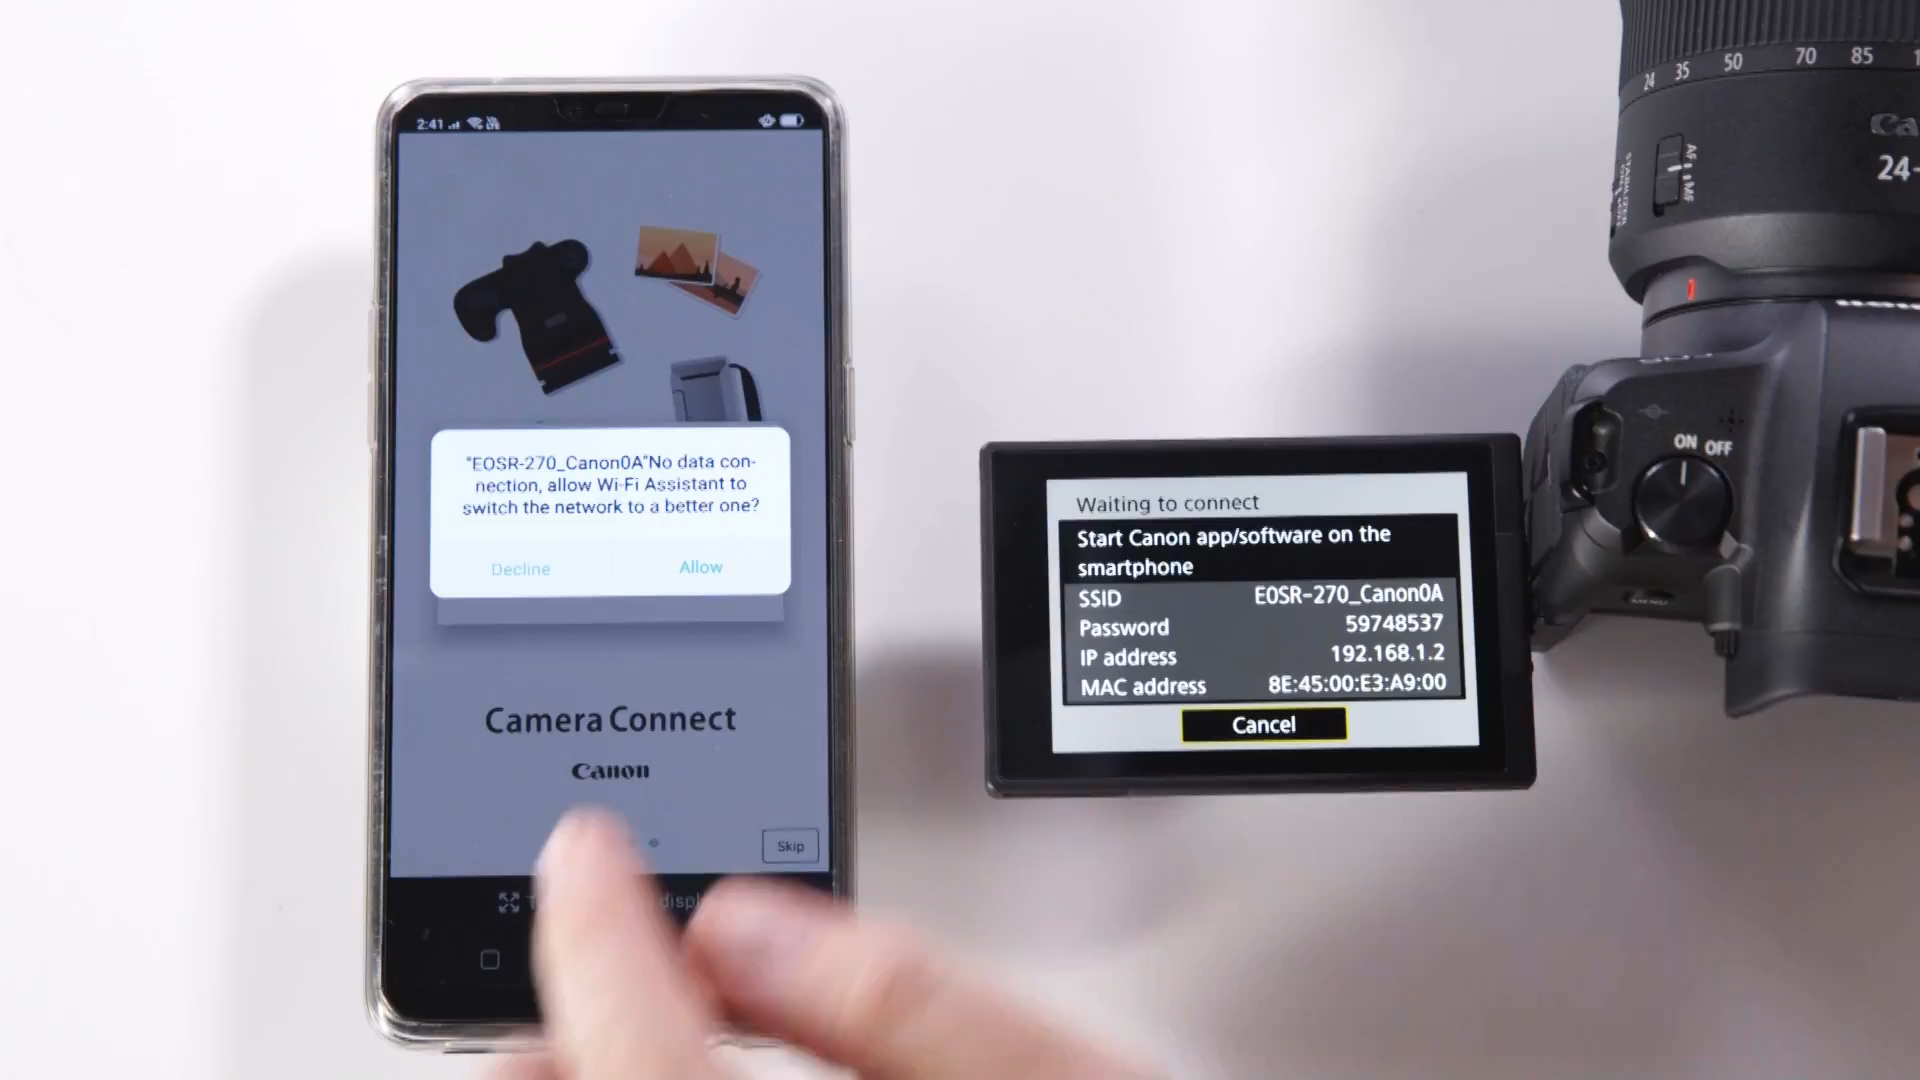 2:41
"EOSR-270_Canon0A"No data con-
nection, allow Wi-Fi Assistant to
switch the network to a better one?
Decline Allow
Camera Connect
Canon
Skip
Waiting to connect
Start Canon app/software on the
smartphone
SSID EOSR-270_Canon0A
Password 59748537
IP address 192.168.1.2
MAC address 8E:45:00:E3:A9:00
Cancel
24 35 50 70 85
AF MF
STABILIZER
24-
ON OFF
MENU